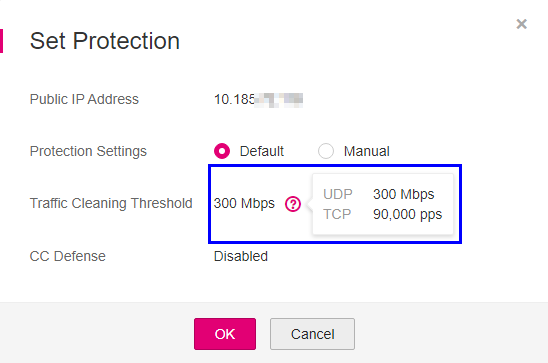 Set Protection
×
Public IP Address 10.185
Protection Settings Default Manual
Traffic Cleaning Threshold 300 Mbps ? UDP 300 Mbps
TCP 90,000 pps
CC Defense Disabled
OK Cancel